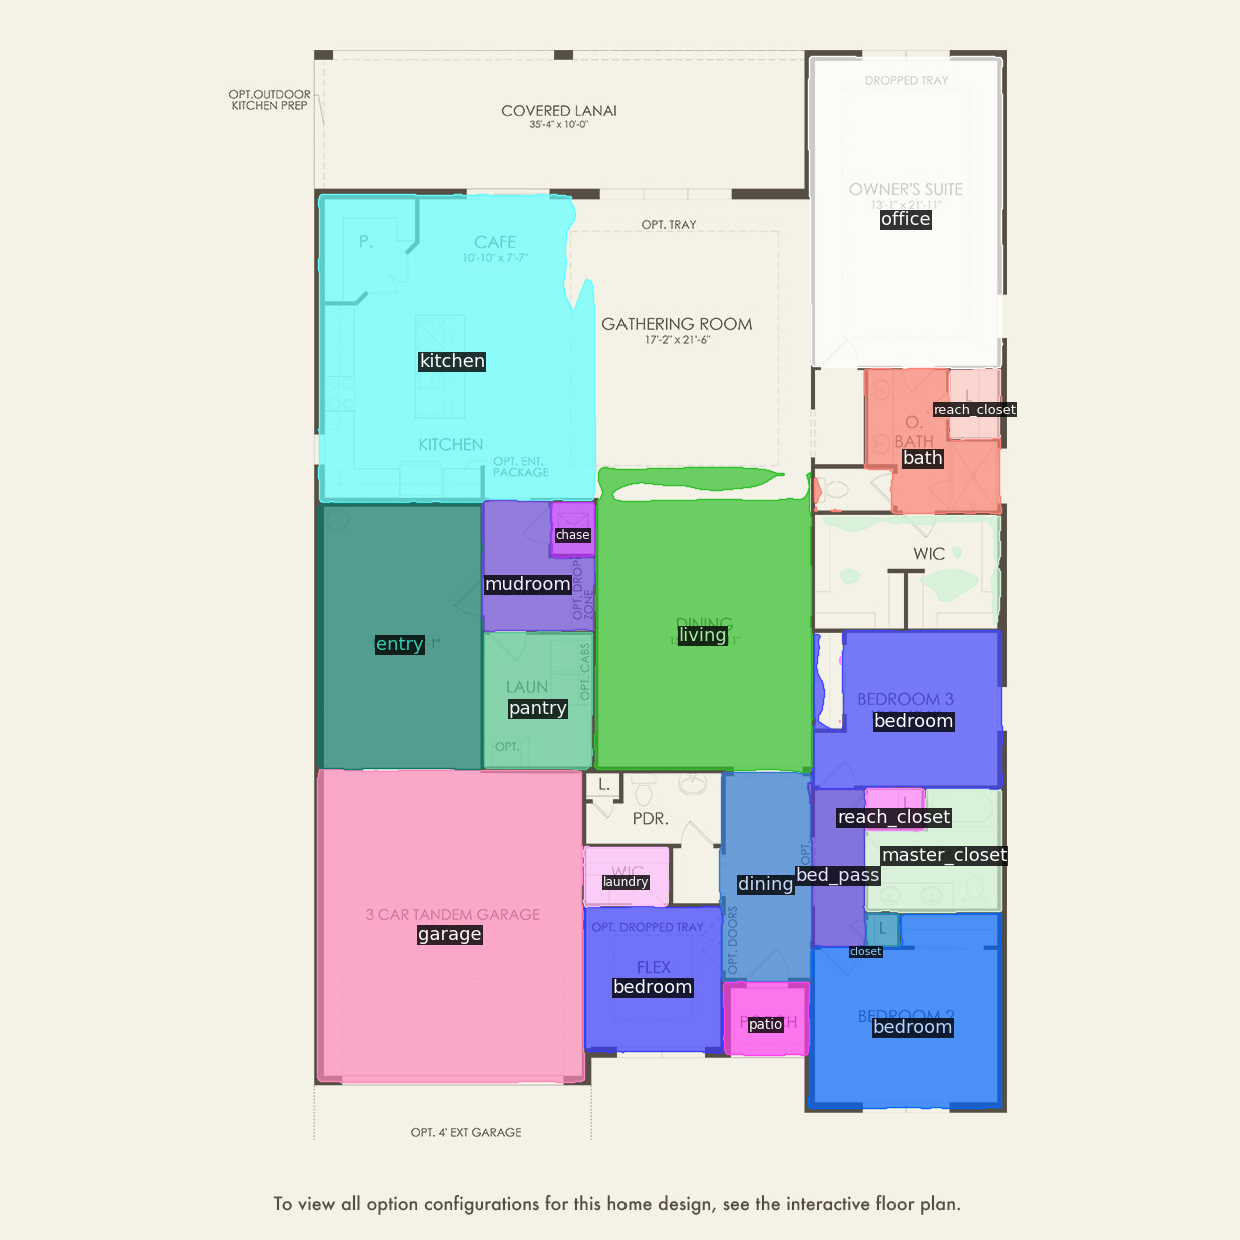 DROPPED TRAY
OPT.OUTDOOR
KITCHEN PREP
COVERED LANAI
35'-4" x 10'-0"
OWNER'S SUITE
13'-1" x 21'-11"
office
OPT. TRAY
P.
CAFE
10'-10" x 7'-7"
GATHERING ROOM
17'-2" x 21'-6"
kitchen
L
reach_closet
O.
BATH
bath
KITCHEN
OPT. ENT.
PACKAGE
chase
WIC
mudroom
OPT. DROP
ZONE
DINING
living
entry
LAUN
pantry
OPT. CABS
OPT.
BEDROOM 3
bedroom
L.
PDR.
L
reach_closet
master_closet
OPT.
bed_pass
WIC
laundry
dining
3 CAR TANDEM GARAGE
garage
OPT. DROPPED TRAY
OPT. DOORS
L
closet
FLEX
bedroom
patio
BEDROOM 2
bedroom
OPT. 4' EXT GARAGE
To view all option configurations for this home design, see the interactive floor plan.